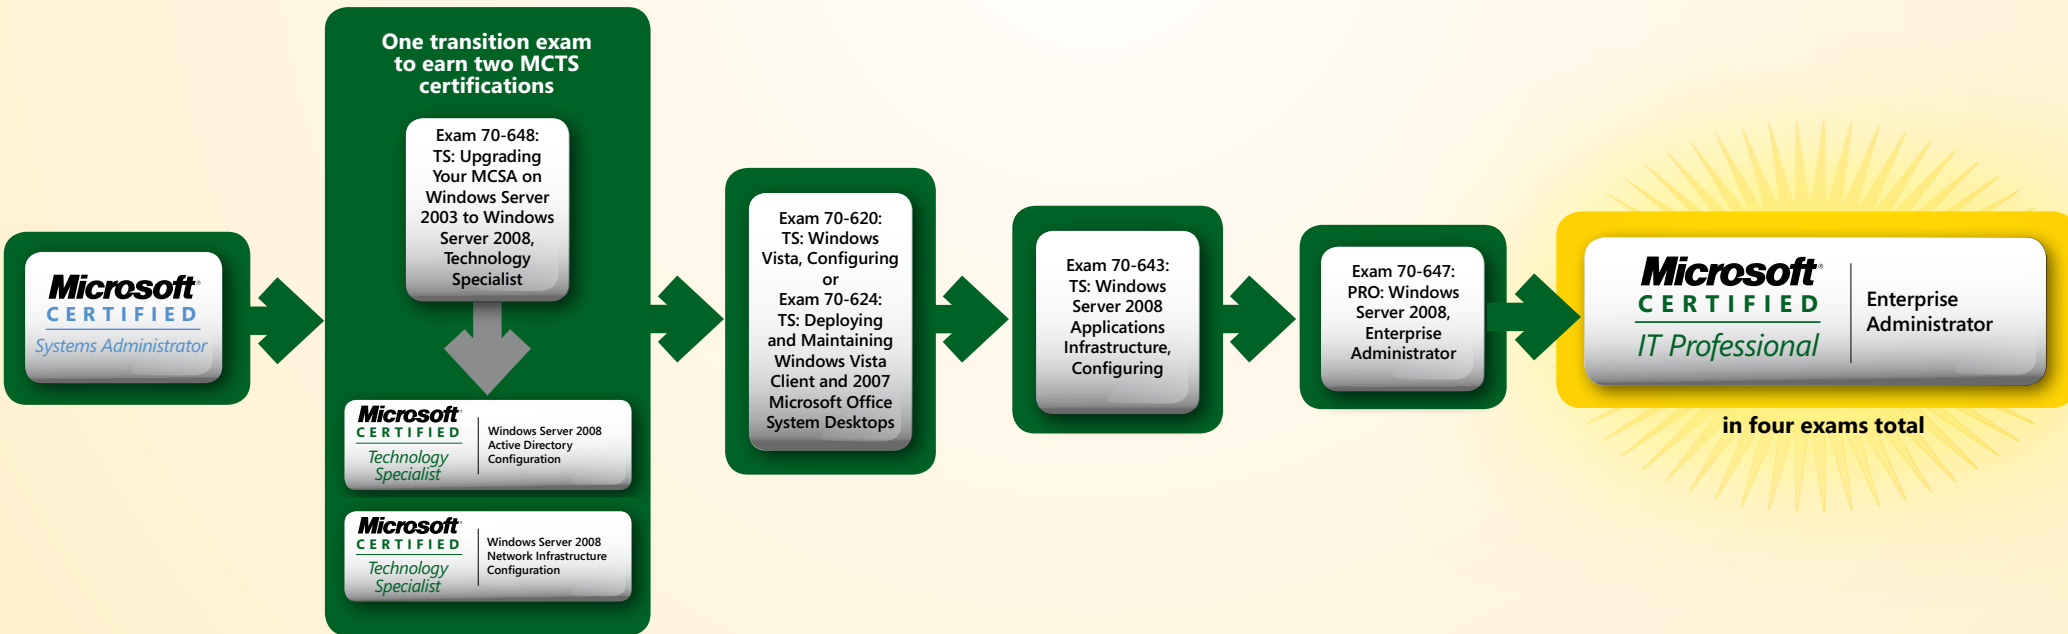 Microsoft®
CERTIFIED
Systems Administrator
One transition exam
to earn two MCTS
certifications
Exam 70-648:
TS: Upgrading
Your MCSA on
Windows Server
2003 to Windows
Server 2008,
Technology
Specialist
Microsoft®
CERTIFIED
Technology
Specialist
Windows Server 2008
Active Directory
Configuration
Microsoft®
CERTIFIED
Technology
Specialist
Windows Server 2008
Network Infrastructure
Configuration
Exam 70-620:
TS: Windows
Vista, Configuring
or
Exam 70-624:
TS: Deploying
and Maintaining
Windows Vista
Client and 2007
Microsoft Office
System Desktops
Exam 70-643:
TS: Windows
Server 2008
Applications
Infrastructure,
Configuring
Exam 70-647:
PRO: Windows
Server 2008,
Enterprise
Administrator
Microsoft®
CERTIFIED
IT Professional
Enterprise
Administrator
in four exams total